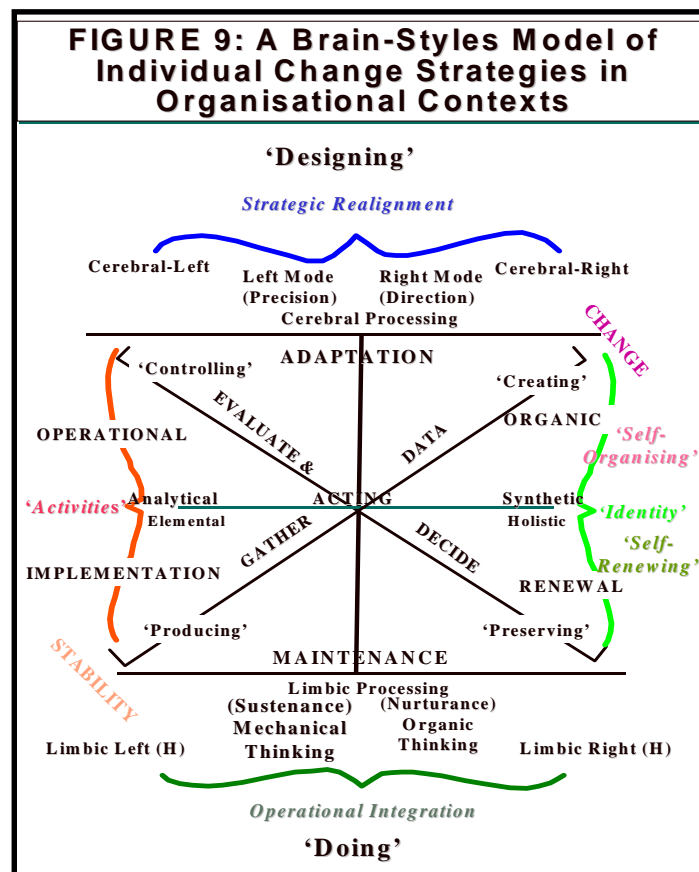 FIGURE 9: A Brain-Styles Model of
Individual Change Strategies in
Organisational Contexts
‘Designing’
Strategic Realignment
Cerebral-Left
Left Mode
(Precision)
Right Mode
(Direction)
Cerebral-Right
Cerebral Processing
CHANGE
ADAPTATION
‘Controlling’
‘Creating’
EVALUATE &
DATA
OPERATIONAL
ORGANIC
‘Self-
Organising’
‘Activities’
Analytical
Elemental
ACTING
Synthetic
Holistic
‘Identity’
GATHER
DECIDE
‘Self-
Renewing’
IMPLEMENTATION
RENEWAL
‘Producing’
‘Preserving’
STABILITY
MAINTENANCE
Limbic Processing
(Sustenance)
Mechanical
Thinking
(Nurturance)
Organic
Thinking
Limbic Left (H)
Limbic Right (H)
Operational Integration
‘Doing’